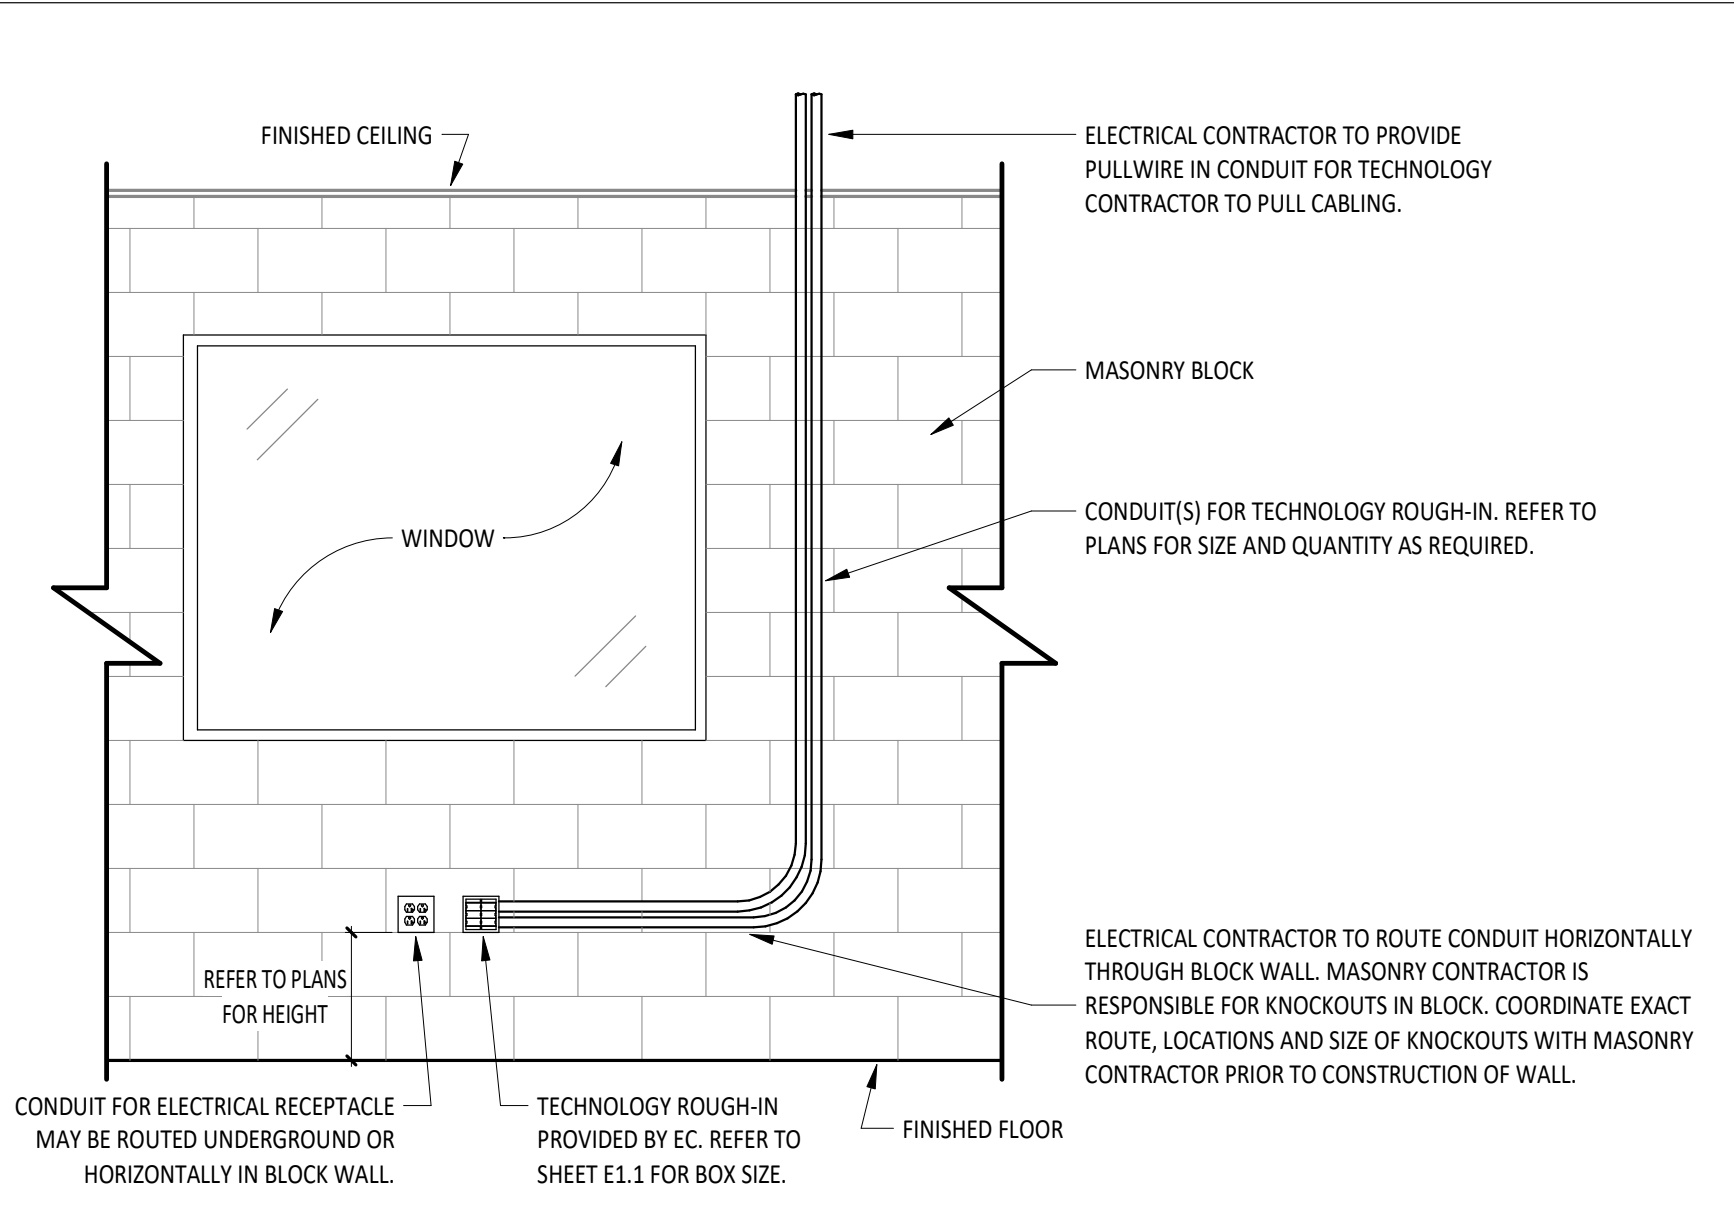 FINISHED CEILING
ELECTRICAL CONTRACTOR TO PROVIDE
PULLWIRE IN CONDUIT FOR TECHNOLOGY
CONTRACTOR TO PULL CABLING.
MASONRY BLOCK
CONDUIT(S) FOR TECHNOLOGY ROUGH-IN. REFER TO
PLANS FOR SIZE AND QUANTITY AS REQUIRED.
WINDOW
ELECTRICAL CONTRACTOR TO ROUTE CONDUIT HORIZONTALLY
THROUGH BLOCK WALL. MASONRY CONTRACTOR IS
RESPONSIBLE FOR KNOCKOUTS IN BLOCK. COORDINATE EXACT
ROUTE, LOCATIONS AND SIZE OF KNOCKOUTS WITH MASONRY
CONTRACTOR PRIOR TO CONSTRUCTION OF WALL.
REFER TO PLANS
FOR HEIGHT
CONDUIT FOR ELECTRICAL RECEPTACLE
MAY BE ROUTED UNDERGROUND OR
HORIZONTALLY IN BLOCK WALL.
TECHNOLOGY ROUGH-IN
PROVIDED BY EC. REFER TO
SHEET E1.1 FOR BOX SIZE.
FINISHED FLOOR